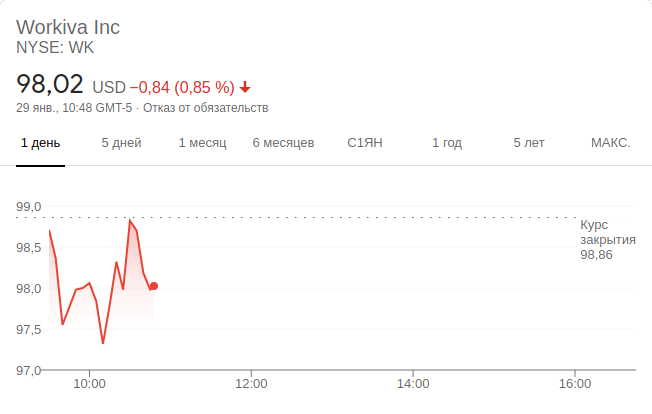 Workiva Inc
NYSE: WK
98,02 USD −0,84 (0,85 %)
29 янв., 10:48 GMT-5 · Отказ от обязательств
1 день 5 дней 1 месяц 6 месяцев С1ЯН 1 год 5 лет МАКС.
99,0
Курс
закрытия
98,86
98,5
98,0
97,5
97,0
10:00 12:00 14:00 16:00